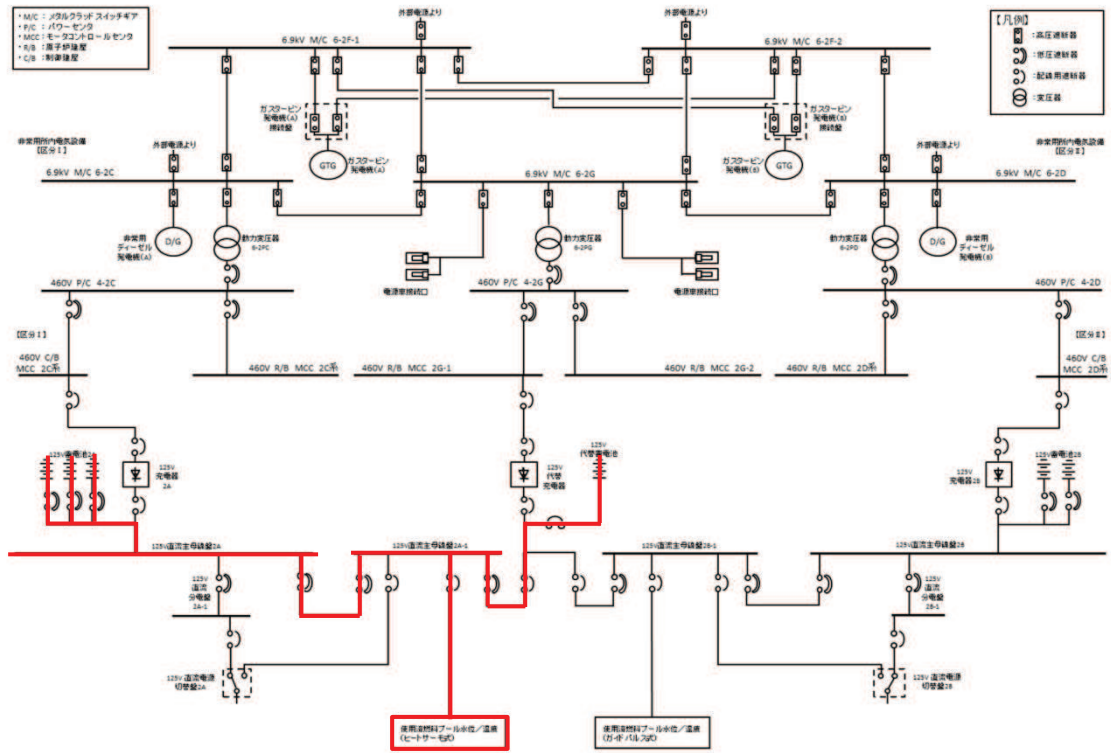 ・M/C：メタルクラッドスイッチギア
・P/C：パワーセンタ
・MCC：モータコントロールセンタ
・R/B：原子炉建屋
・C/B：制御建屋
外部電源より
外部電源より
【凡例】
：高圧遮断器
：低圧遮断器
：配線用遮断器
：変圧器
6.9kV M/C 6-2F-1
6.9kV M/C 6-2F-2
ガスタービン
発電機(A)
接続盤
ガスタービン
発電機(B)
接続盤
GTG
ガスタービン
発電機(A)
ガスタービン
発電機(B)
GTG
非常用所内電気設備
【区分Ⅰ】
外部電源より
外部電源より
非常用所内電気設備
【区分Ⅱ】
6.9kV M/C 6-2C
6.9kV M/C 6-2G
6.9kV M/C 6-2D
非常用
ディーゼル
発電機(A)
D/G
動力変圧器
6-2PC
動力変圧器
6-2PG
動力変圧器
6-2PD
D/G
非常用
ディーゼル
発電機(B)
電源車接続口
電源車接続口
460V P/C 4-2C
460V P/C 4-2G
460V P/C 4-2D
【区分Ⅰ】
【区分Ⅱ】
460V C/B
MCC 2C系
460V R/B MCC 2C系
460V R/B MCC 2G-1
460V R/B MCC 2G-2
460V R/B MCC 2D系
460V C/B
MCC 2D系
125V蓄電池2A
125V
充電器
2A
125V
代替
充電器
125V
代替蓄電池
125V
充電器2B
125V蓄電池2B
125V直流主母線盤2A
125V直流主母線盤2A-1
125V直流主母線盤2B-1
125V直流主母線盤2B
125V
直流
分電盤
2A-1
125V
直流
分電盤
2B-1
125V 直流電源
切替盤2A
125V 直流電源
切替盤2B
使用済燃料プール水位／温度
(ヒートサーモ式)
使用済燃料プール水位／温度
(ガイドパルス式)